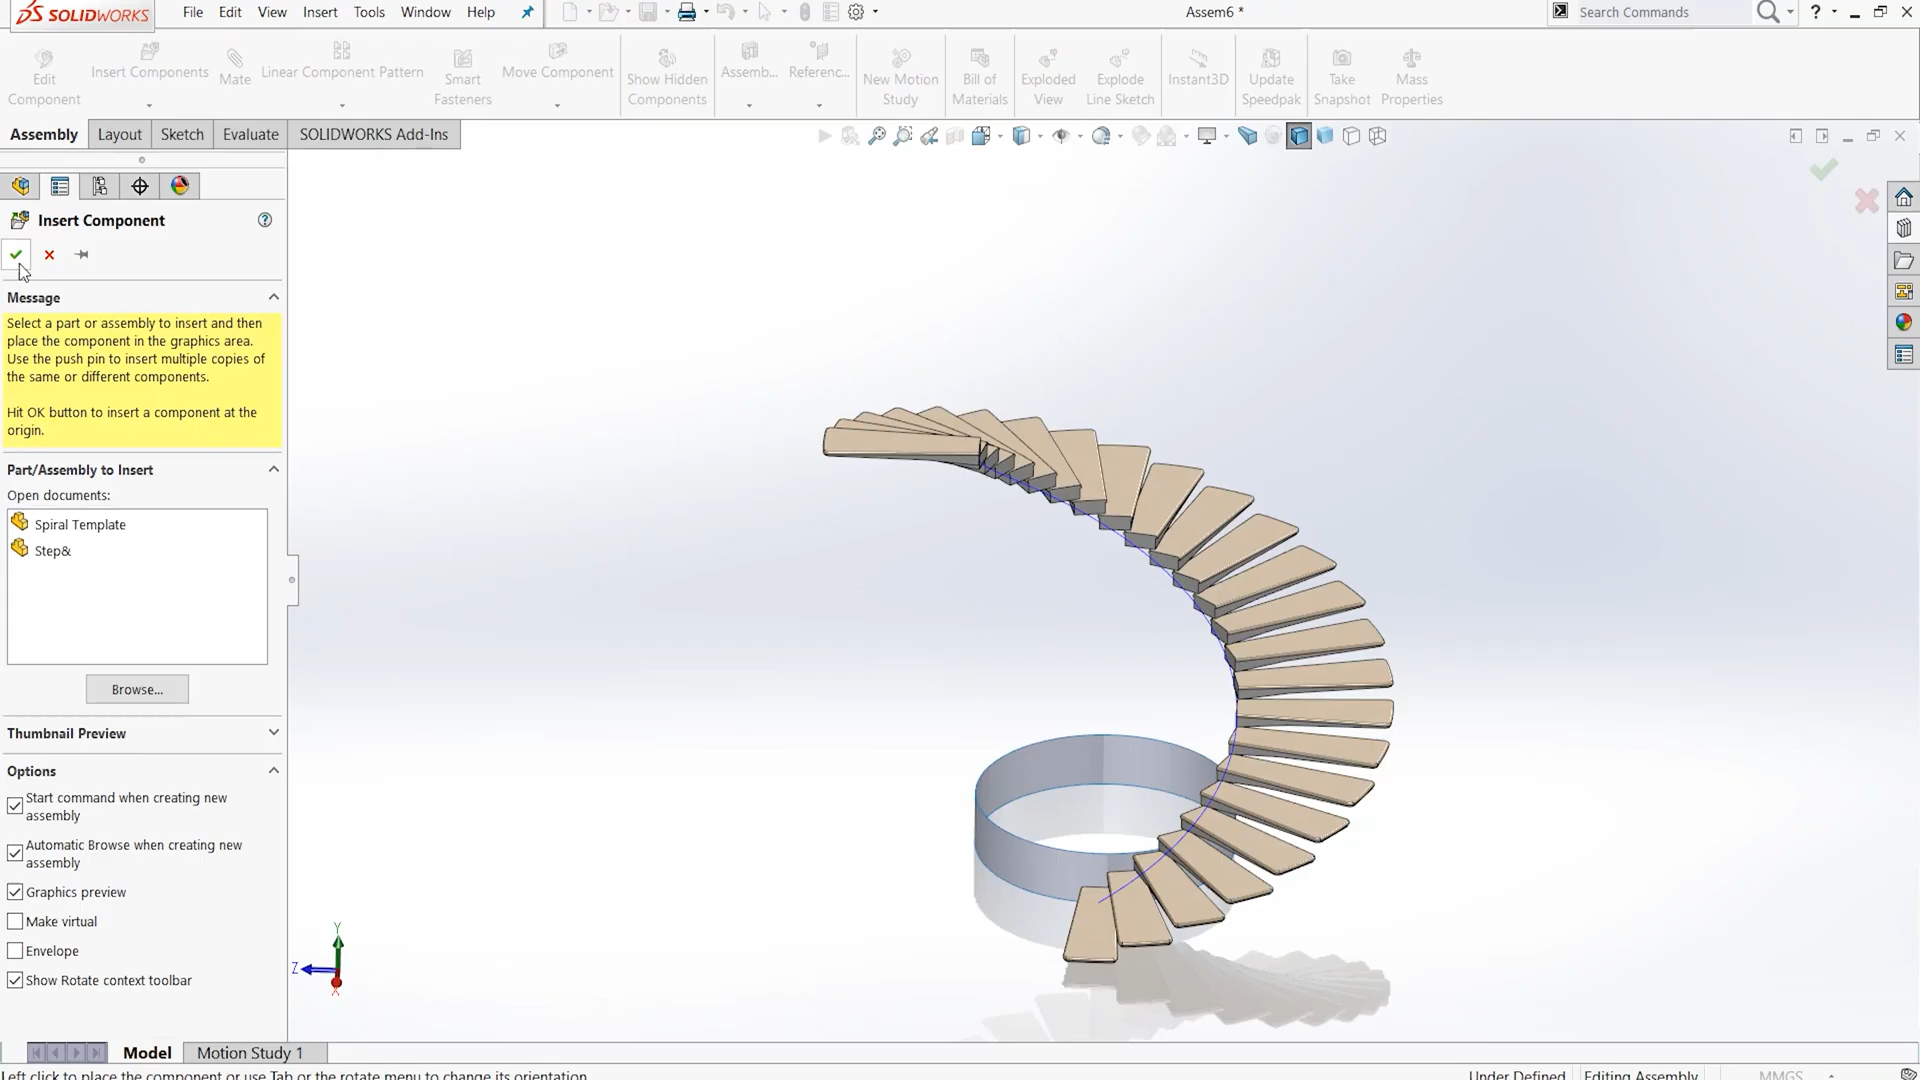 SOLIDWORKS File Edit View Insert Tools Window Help Assem6 * Search Commands ?
Edit Component Insert Components Mate Linear Component Pattern Smart Fasteners Move Component Show Hidden Components Assemb... Referenc... New Motion Study Bill of Materials Exploded View Explode Line Sketch Instant3D Update Speedpak Take Snapshot Mass Properties
Assembly Layout Sketch Evaluate SOLIDWORKS Add-Ins
Insert Component
Message
Select a part or assembly to insert and then
place the component in the graphics area.
Use the push pin to insert multiple copies of
the same or different components.
Hit OK button to insert a component at the
origin.
Part/Assembly to Insert
Open documents:
Spiral Template
Step&
Browse...
Thumbnail Preview
Options
Start command when creating new
assembly
Automatic Browse when creating new
assembly
Graphics preview
Make virtual
Envelope
Show Rotate context toolbar
Y
Z
X
Model Motion Study 1
Left click to place the component or use Tab or the rotate menu to change its orientation Under Defined Editing Assembly MMGS